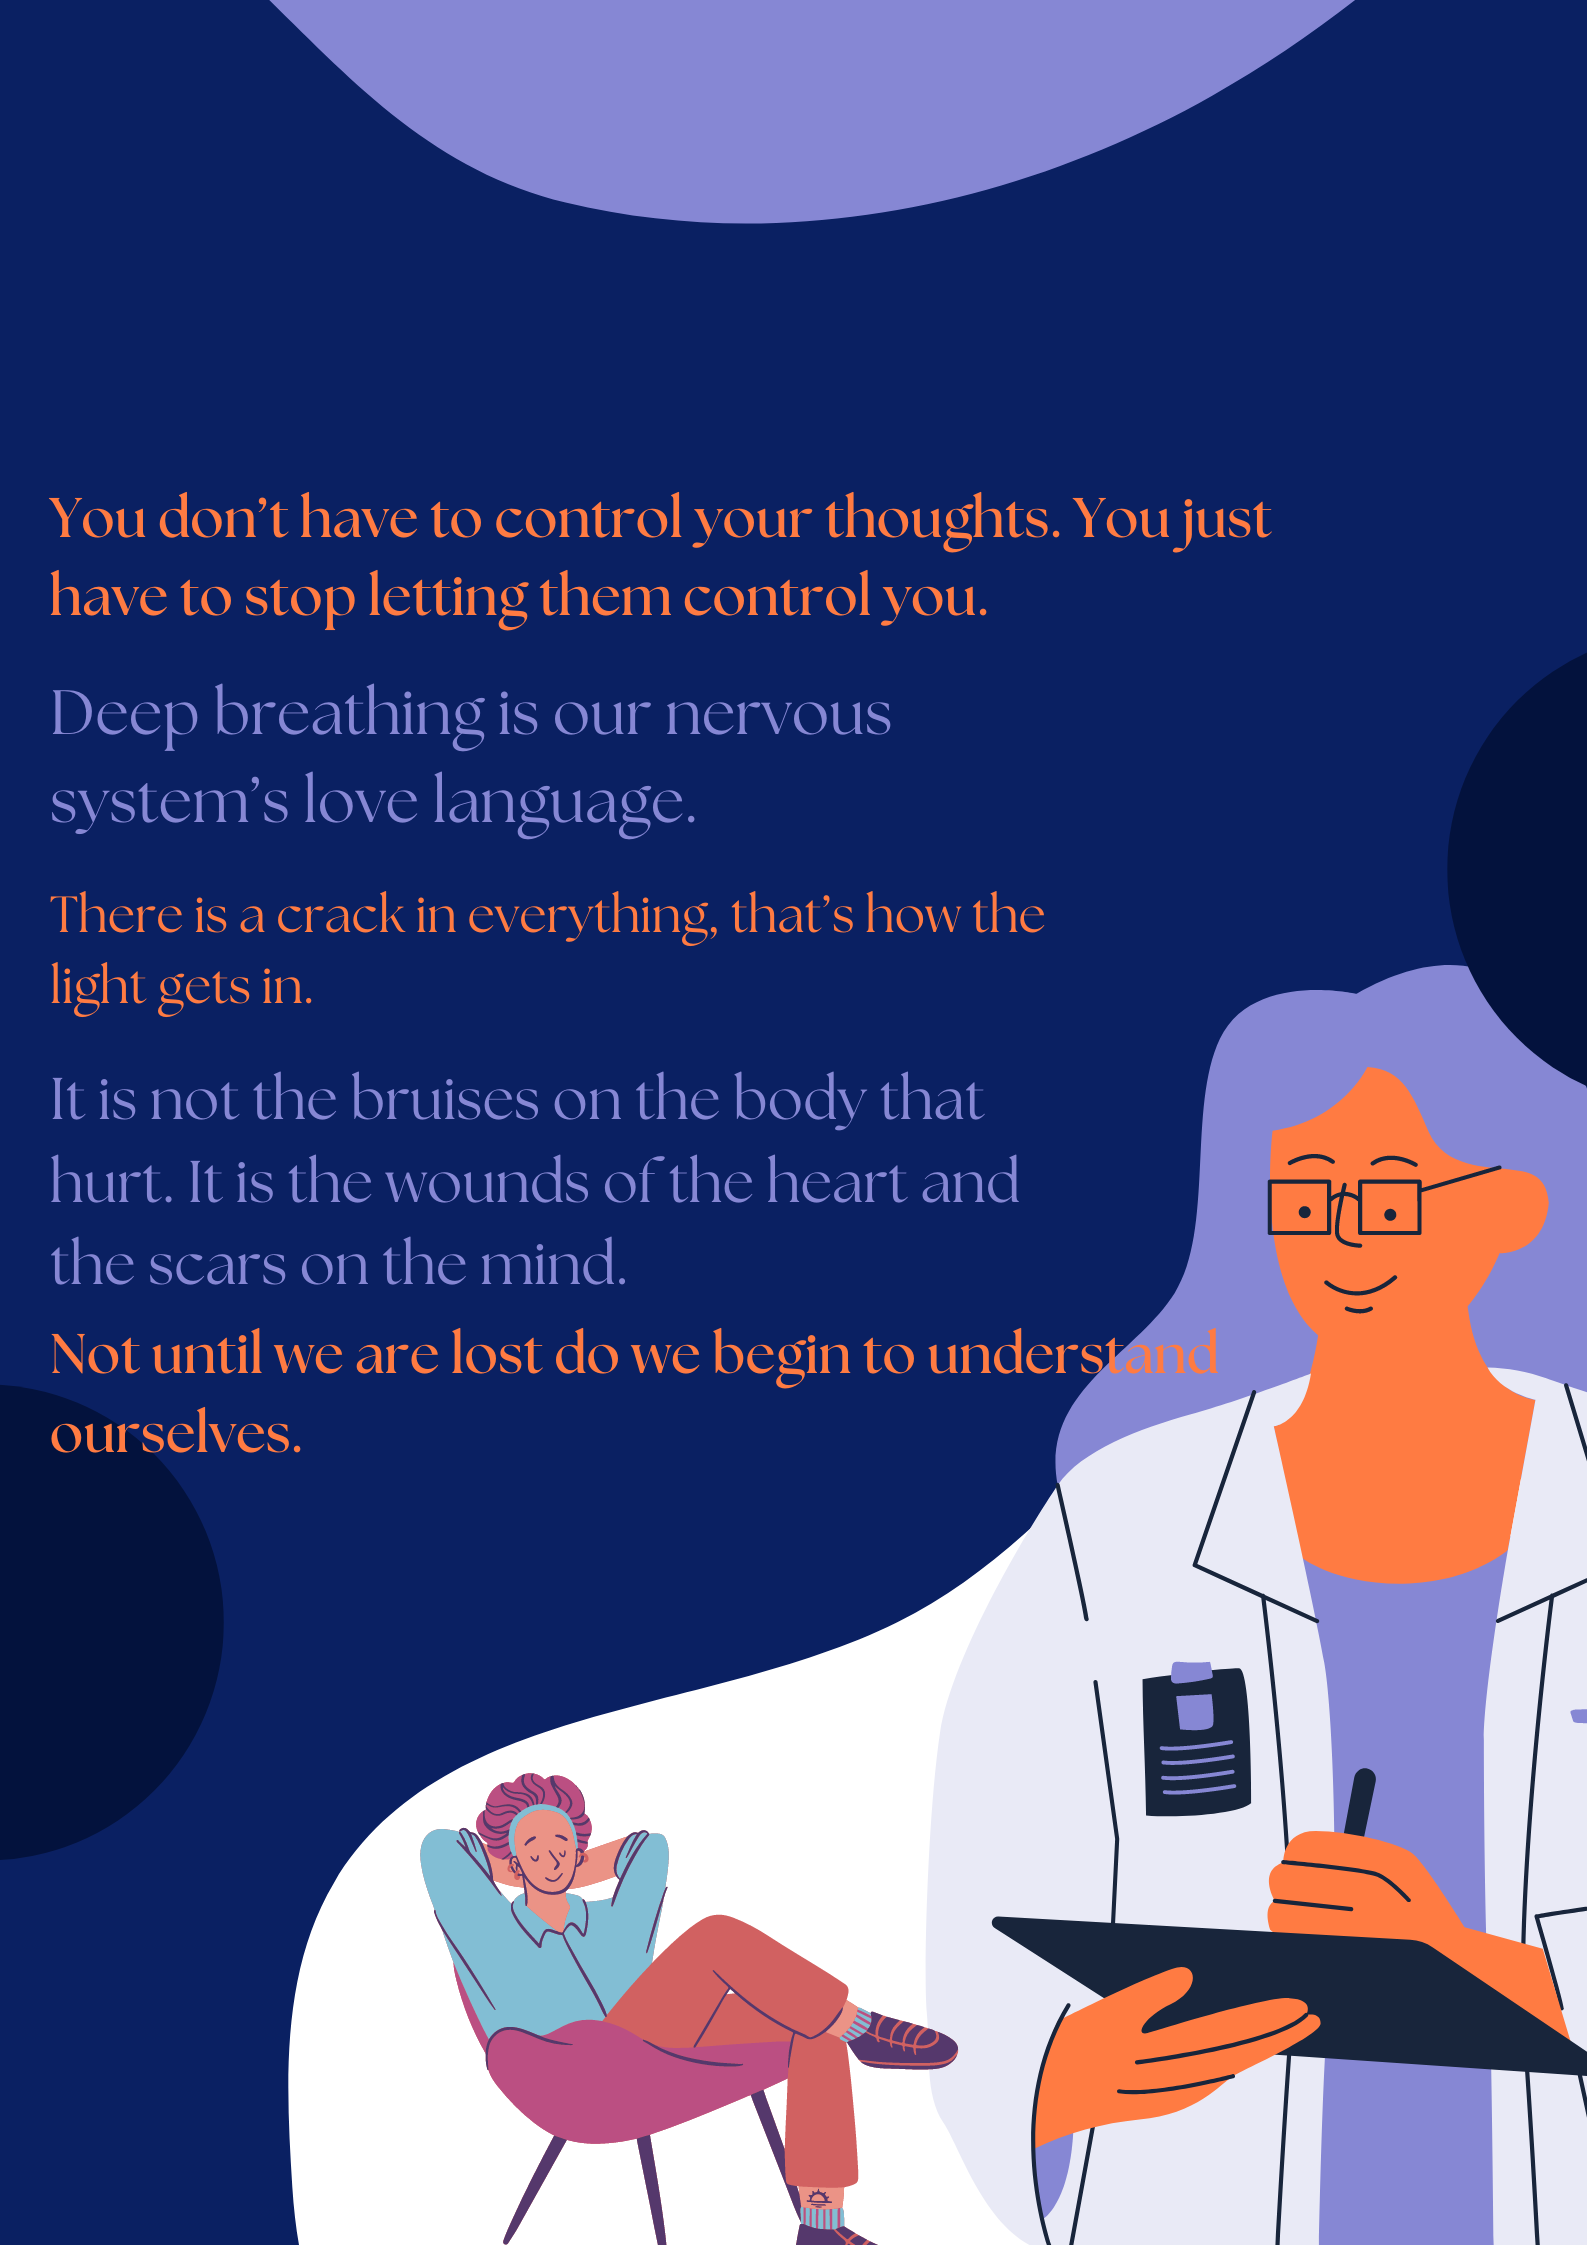 You don’t have to control your thoughts. You just
have to stop letting them control you.
Deep breathing is our nervous
system’s love language.
There is a crack in everything, that’s how the
light gets in.
It is not the bruises on the body that
hurt. It is the wounds of the heart and
the scars on the mind.
Not until we are lost do we begin to understand
ourselves.